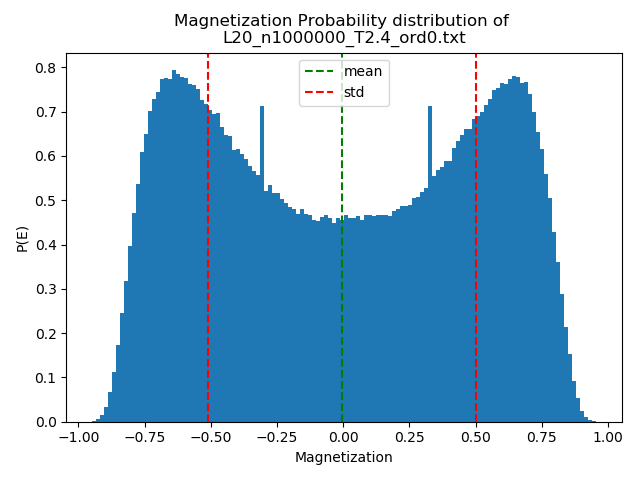 Magnetization Probability distribution of
L20_n1000000_T2.4_ord0.txt
mean
std
P(E)
0.8
0.7
0.6
0.5
0.4
0.3
0.2
0.1
0.0
−1.00 −0.75 −0.50 −0.25 0.00 0.25 0.50 0.75 1.00
Magnetization